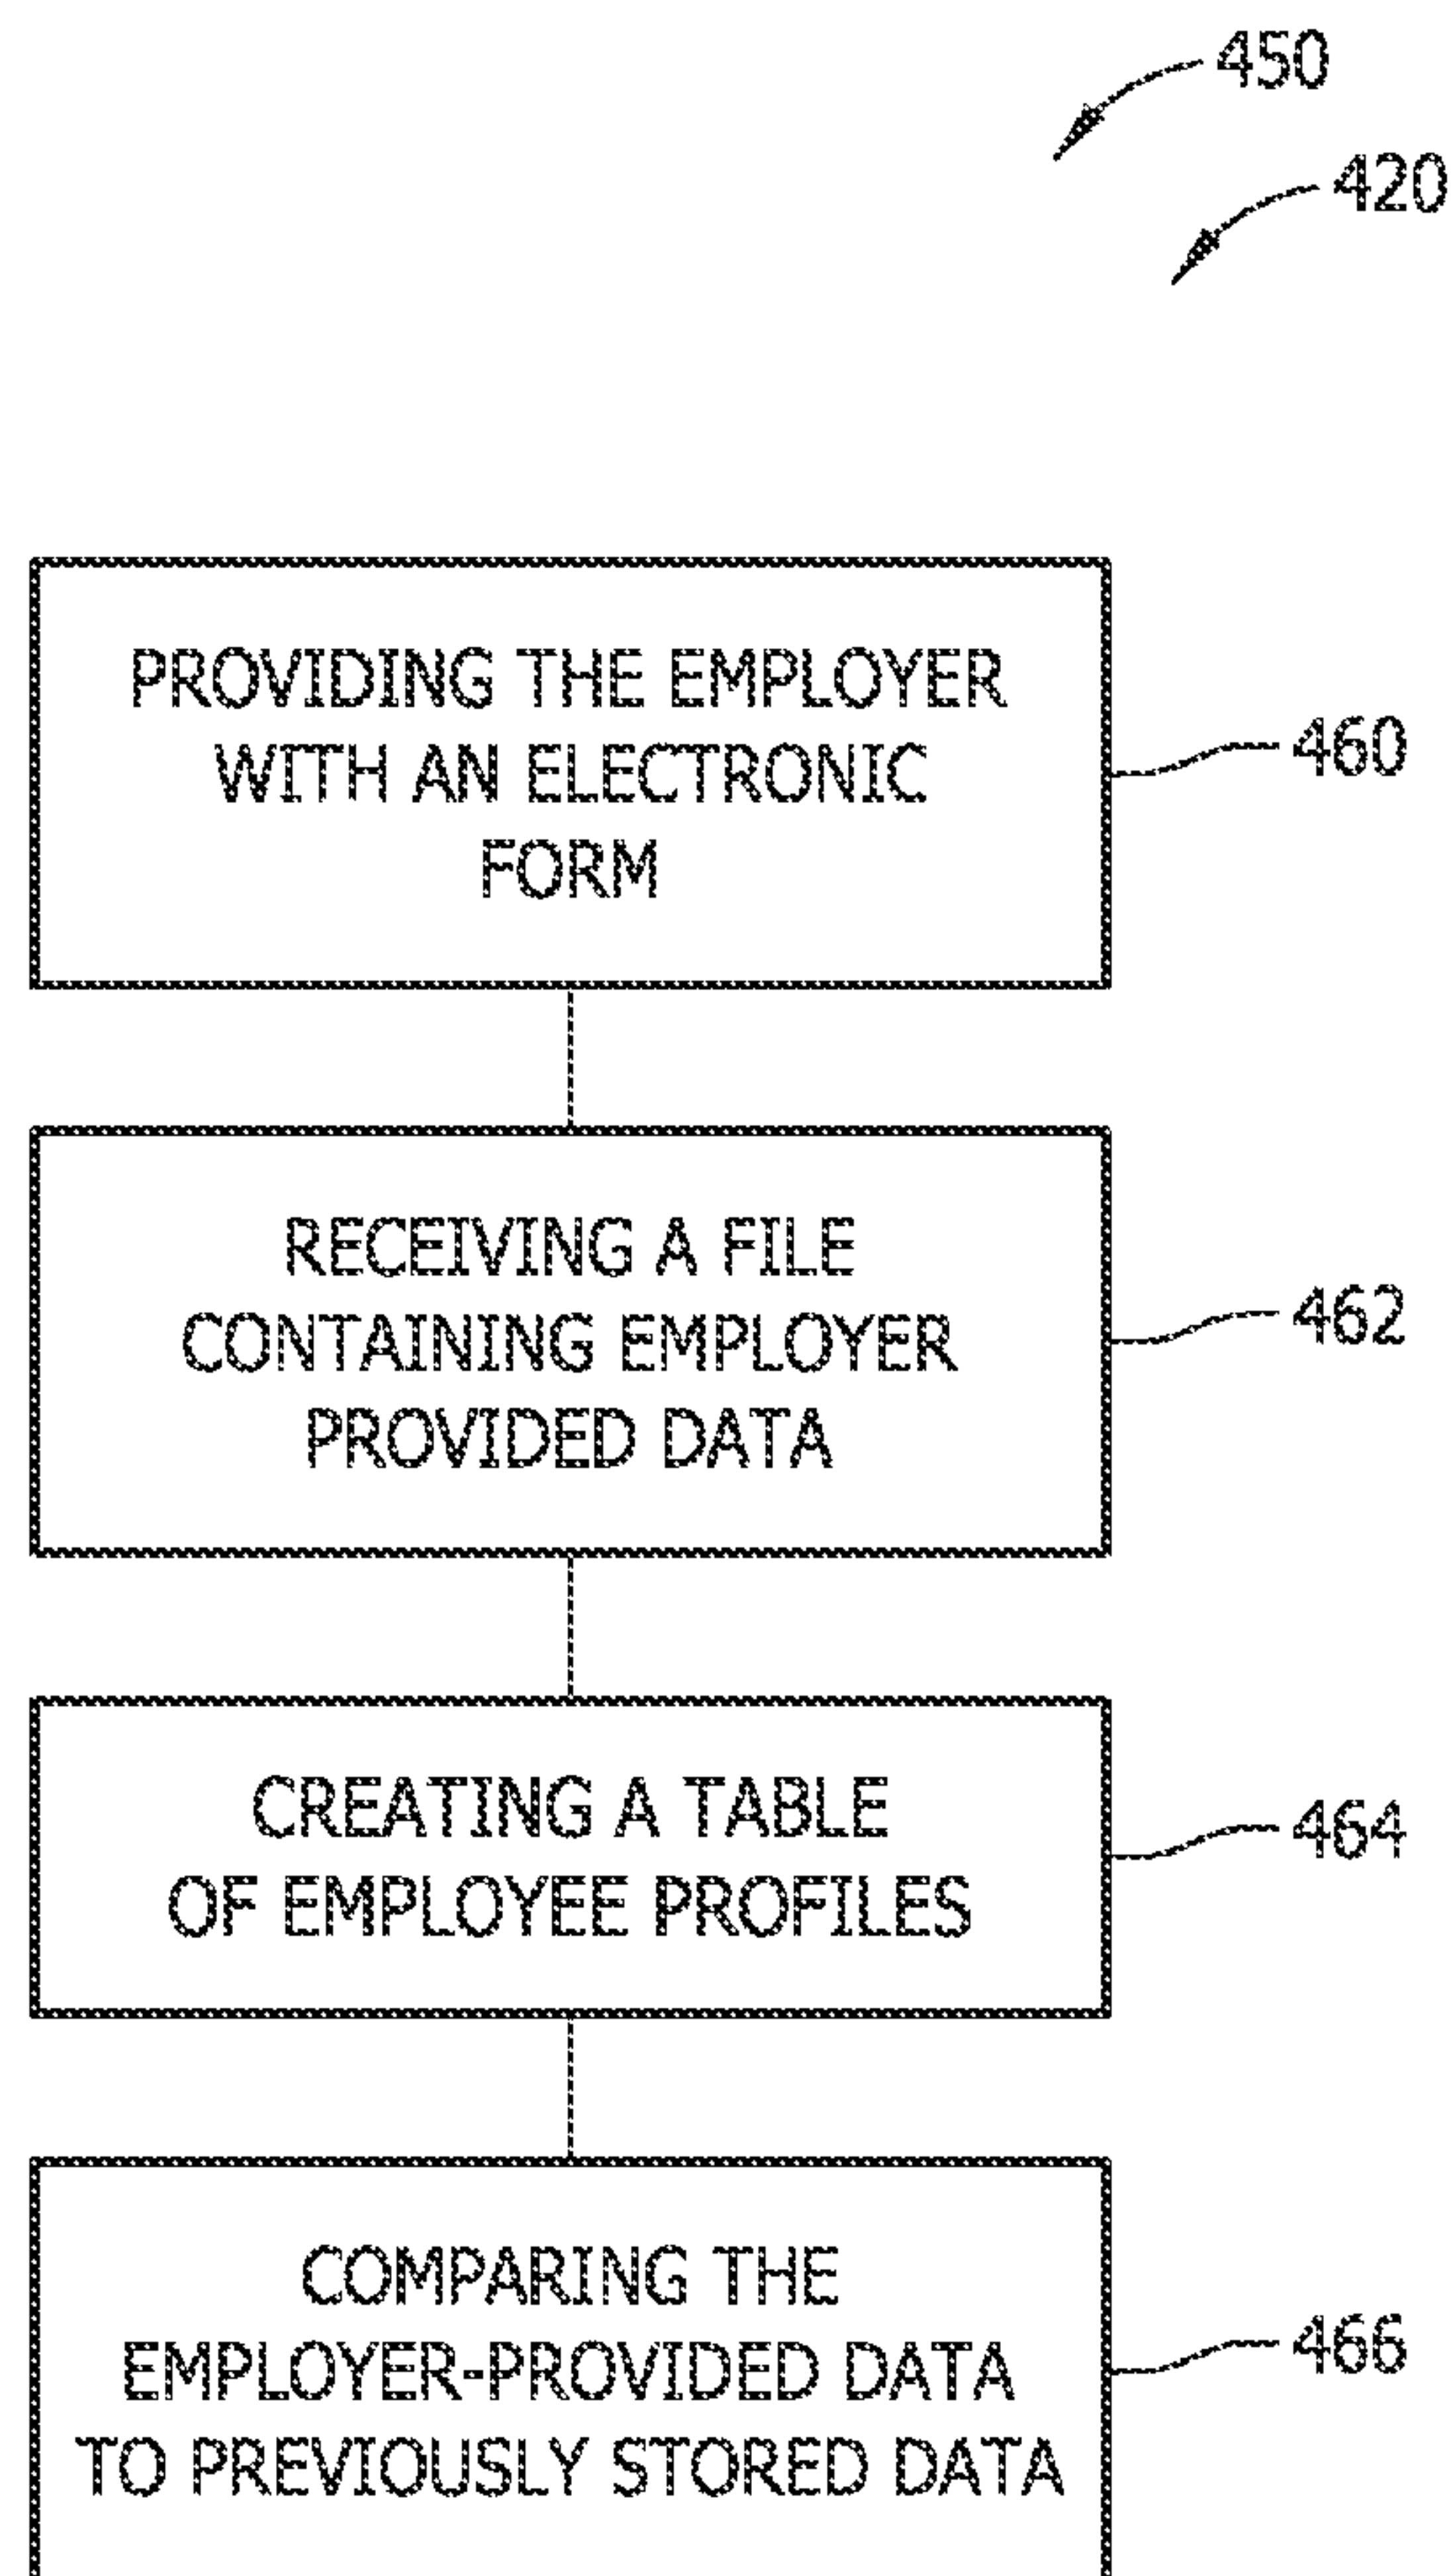 450
420
PROVIDING THE EMPLOYER
WITH AN ELECTRONIC
FORM
460
RECEIVING A FILE
CONTAINING EMPLOYER
PROVIDED DATA
462
CREATING A TABLE
OF EMPLOYEE PROFILES
464
COMPARING THE
EMPLOYER-PROVIDED DATA
TO PREVIOUSLY STORED DATA
466